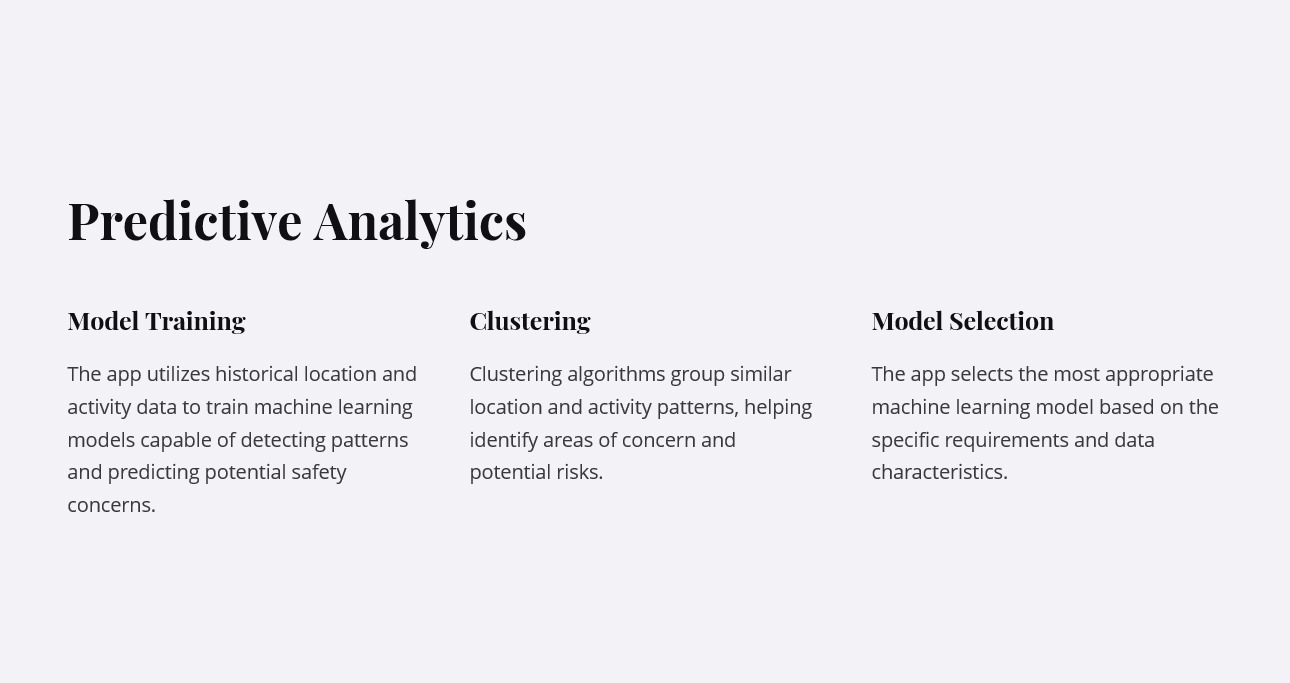 Predictive Analytics
Model Training
The app utilizes historical location and
activity data to train machine learning
models capable of detecting patterns
and predicting potential safety
concerns.
Clustering
Clustering algorithms group similar
location and activity patterns, helping
identify areas of concern and
potential risks.
Model Selection
The app selects the most appropriate
machine learning model based on the
specific requirements and data
characteristics.